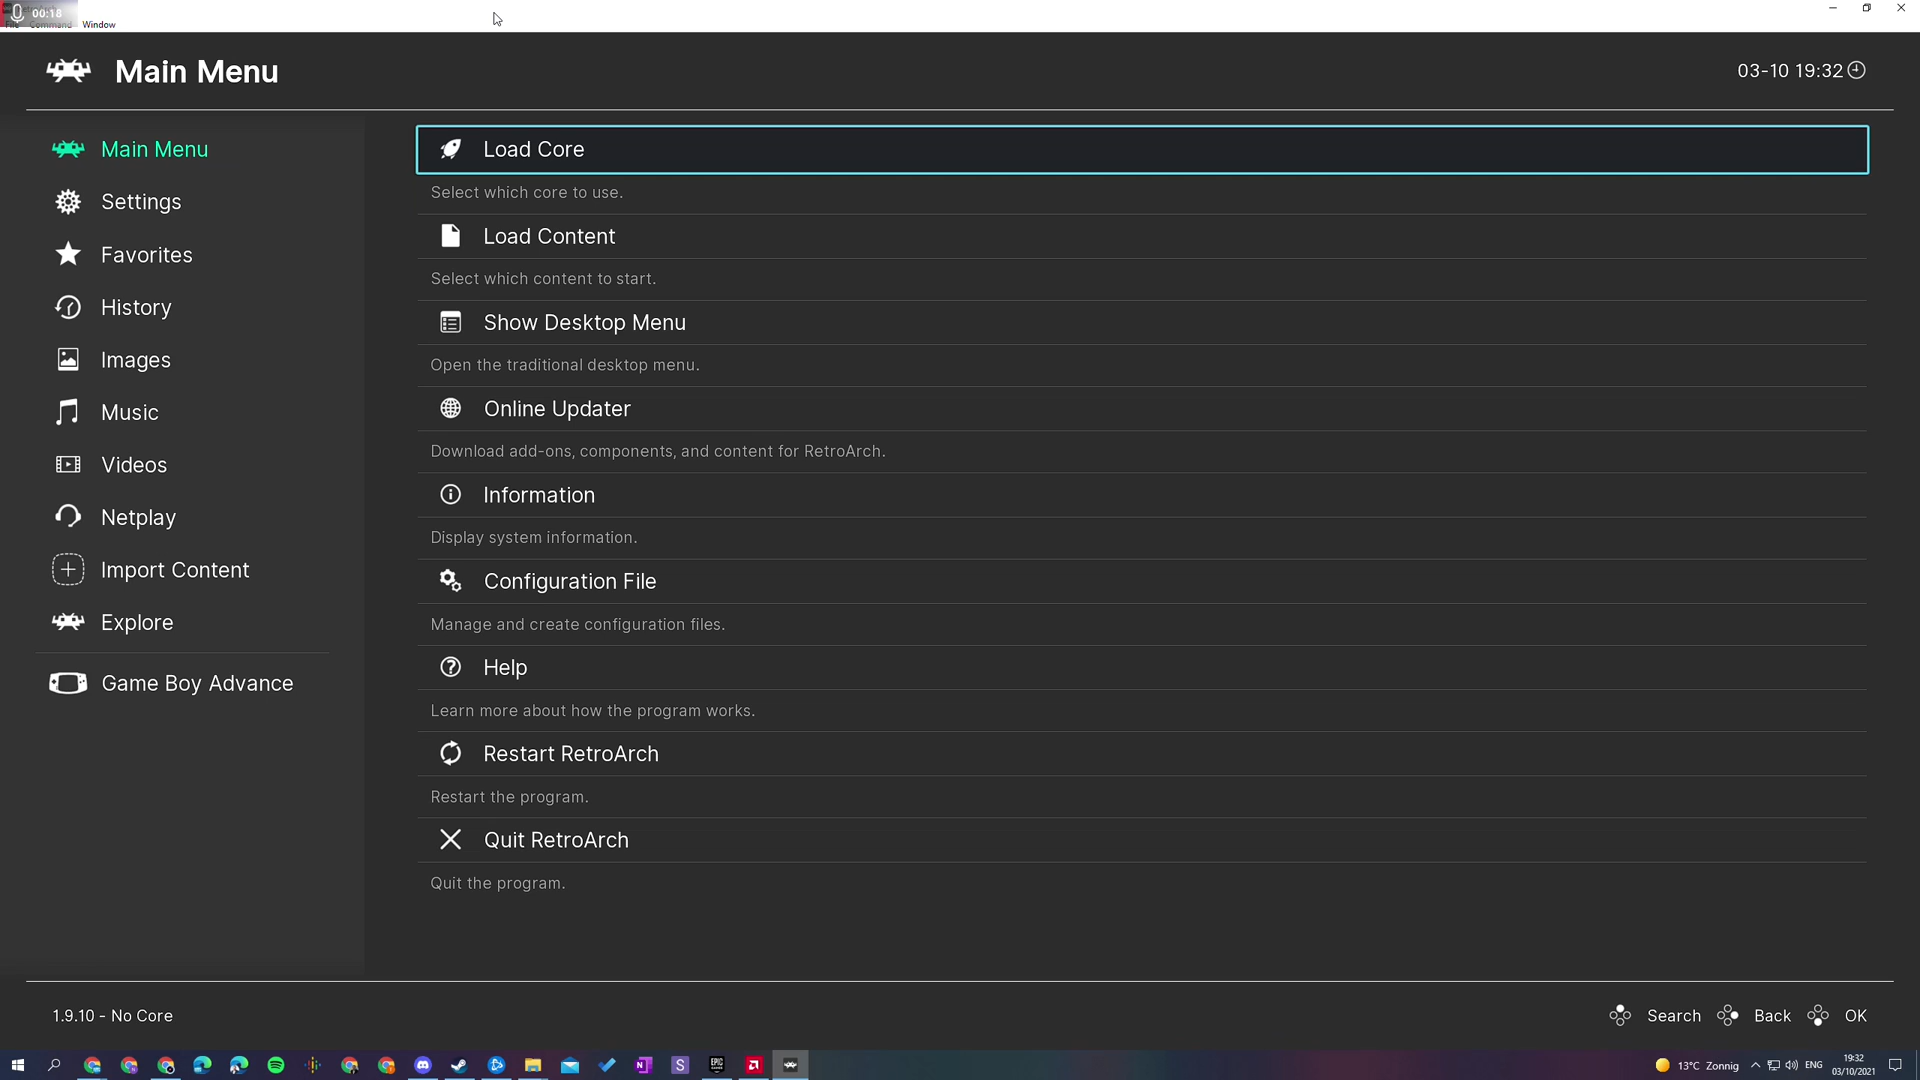 00:18
File Command Window
Main Menu
03-10 19:32
Main Menu
Settings
Favorites
History
Images
Music
Videos
Netplay
Import Content
Explore
Game Boy Advance
Load Core
Select which core to use.
Load Content
Select which content to start.
Show Desktop Menu
Open the traditional desktop menu.
Online Updater
Download add-ons, components, and content for RetroArch.
Information
Display system information.
Configuration File
Manage and create configuration files.
Help
Learn more about how the program works.
Restart RetroArch
Restart the program.
Quit RetroArch
Quit the program.
1.9.10 - No Core
Search Back OK
13°C Zonnig
ENG
19:32
03/10/2021